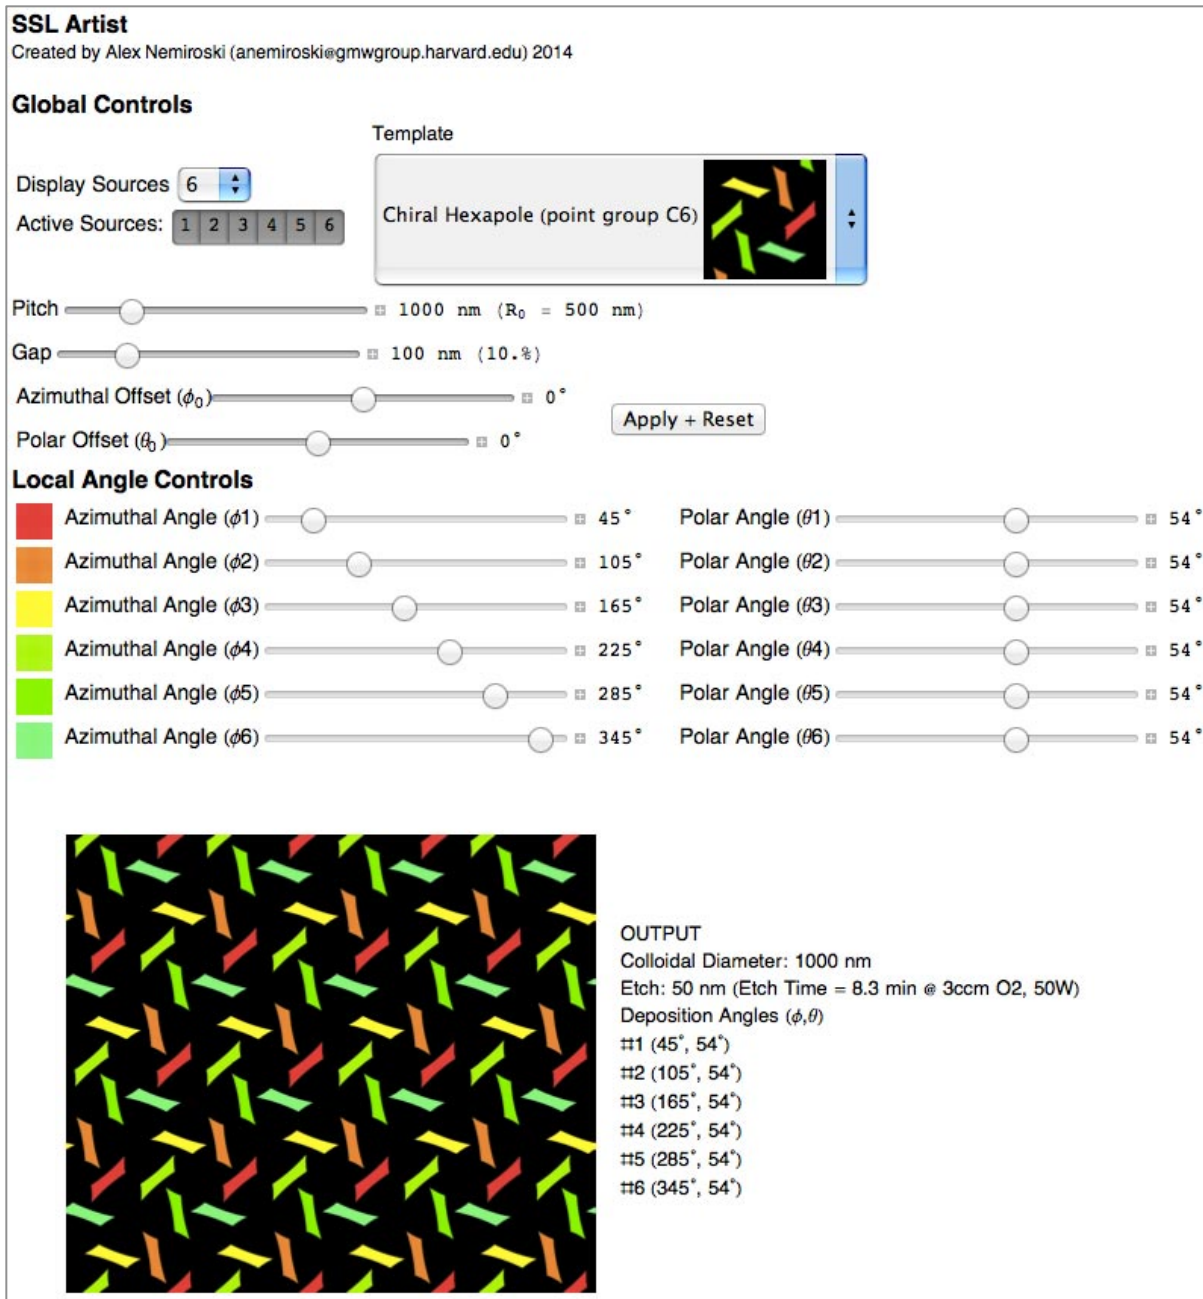 SSL Artist
Created by Alex Nemiroski (anemiroski@gmwgroup.harvard.edu) 2014
Global Controls
Template
Display Sources 6
Active Sources: 1 2 3 4 5 6
Chiral Hexapole (point group C6)
Pitch 1000 nm (R₀ = 500 nm)
Gap 100 nm (10.%)
Azimuthal Offset (ϕ₀) 0°
Apply + Reset
Polar Offset (θ₀) 0°
Local Angle Controls
Azimuthal Angle (ϕ1) 45° Polar Angle (θ1) 54°
Azimuthal Angle (ϕ2) 105° Polar Angle (θ2) 54°
Azimuthal Angle (ϕ3) 165° Polar Angle (θ3) 54°
Azimuthal Angle (ϕ4) 225° Polar Angle (θ4) 54°
Azimuthal Angle (ϕ5) 285° Polar Angle (θ5) 54°
Azimuthal Angle (ϕ6) 345° Polar Angle (θ6) 54°
OUTPUT
Colloidal Diameter: 1000 nm
Etch: 50 nm (Etch Time = 8.3 min @ 3ccm O2, 50W)
Deposition Angles (ϕ,θ)
#1 (45°, 54°)
#2 (105°, 54°)
#3 (165°, 54°)
#4 (225°, 54°)
#5 (285°, 54°)
#6 (345°, 54°)